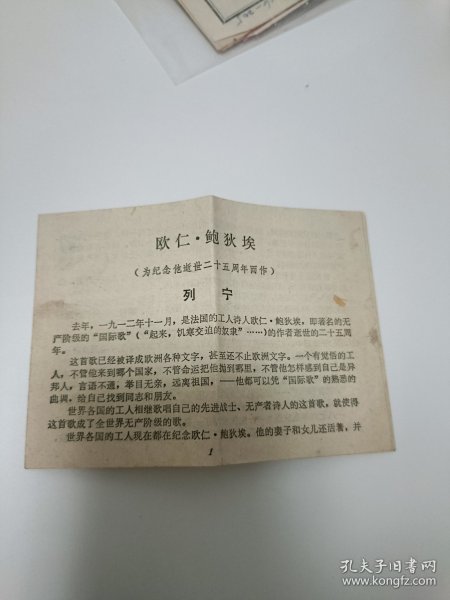 欧仁·鲍狄埃
（为纪念他逝世二十五周年而作）
列 宁
去年，一九一二年十一月，是法国的工人诗人欧仁·鲍狄埃，即著名的无
产阶级的“国际歌”（“起来，饥寒交迫的奴隶”……）的作者逝世的二十五周
年。
这首歌已经被译成欧洲各种文字，甚至还不止欧洲文字。一个有觉悟的工
人，不管他来到哪个国家，不管命运把他抛到哪里，不管他怎样感到自己是异
邦人，言语不通，举目无亲，远离祖国，——他都可以凭“国际歌”的熟悉的
曲调，给自己找到同志和朋友。
世界各国的工人相继歌唱自己的先进战士、无产者诗人的这首歌，就使得
这首歌成了全世界无产阶级的歌。
世界各国的工人现在都在纪念欧仁·鲍狄埃。他的妻子和女儿还活着，并
1
孔夫子旧书网
www.kongfz.com